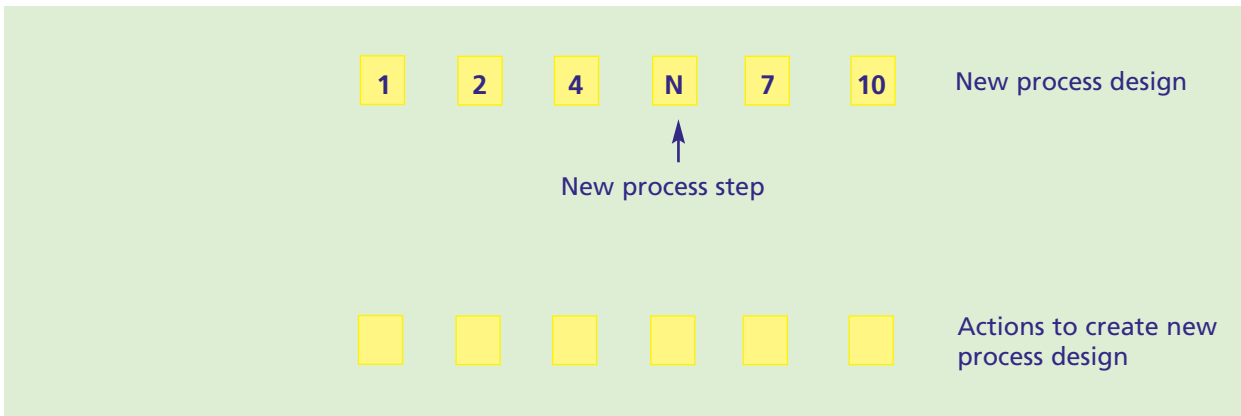 1 2 4 N 7 10 New process design
New process step
Actions to create new
process design